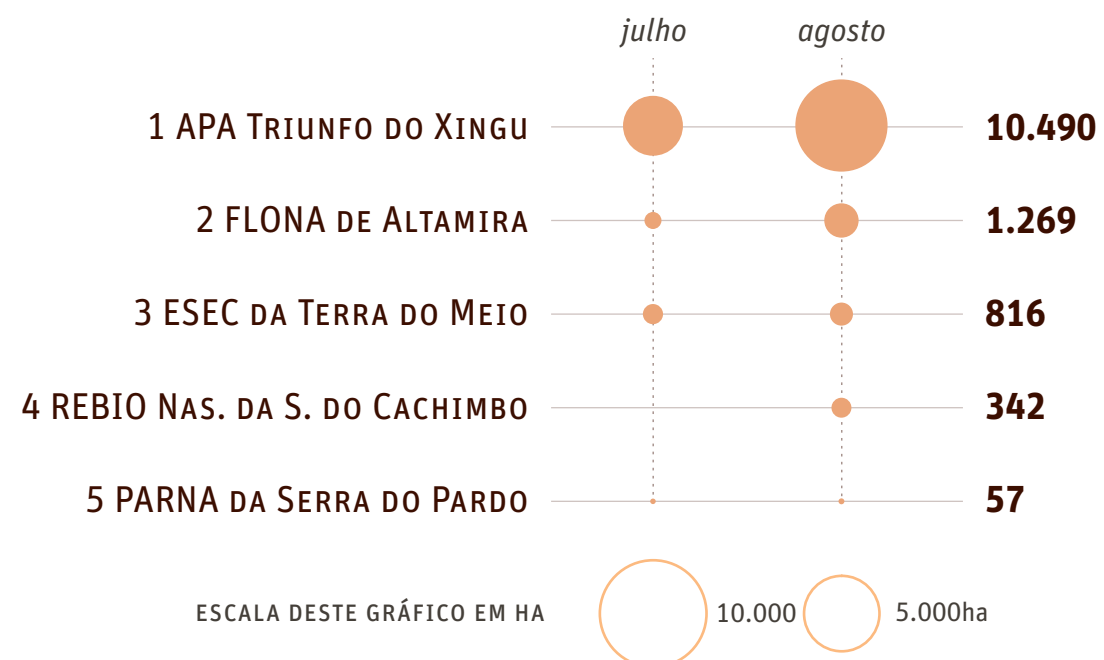 julho agosto
1 APA Triunfo do Xingu 10.490
2 FLONA de Altamira 1.269
3 ESEC da Terra do Meio 816
4 REBIO Nas. da S. do Cachimbo 342
5 PARNA da Serra do Pardo 57
ESCALA DESTE GRÁFICO EM HA 10.000 5.000ha